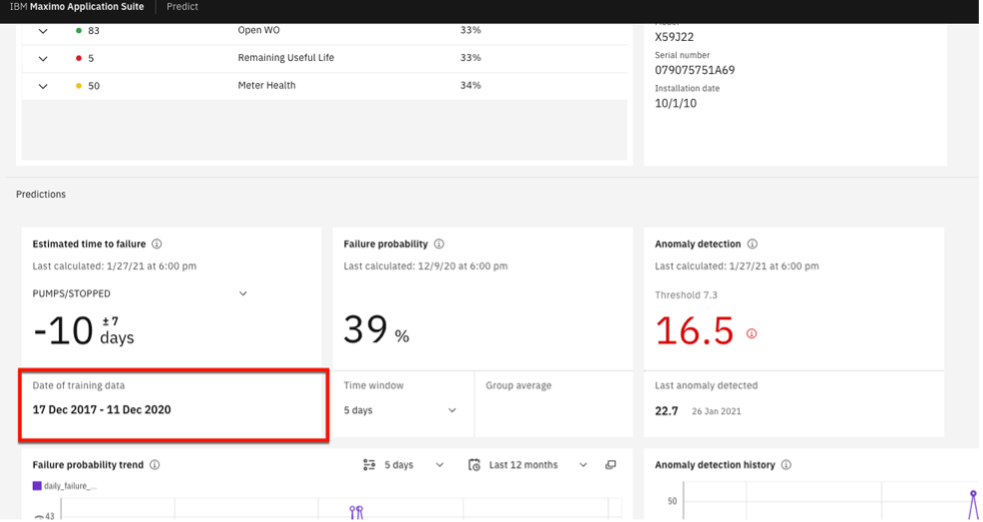 IBM Maximo Application Suite Predict
83 Open WO 33%
5 Remaining Useful Life 33%
50 Meter Health 34%
X59J22
Serial number
079075751A69
Installation date
10/1/10
Predictions
Estimated time to failure
Last calculated: 1/27/21 at 6:00 pm
PUMPS/STOPPED
-10 ±7 days
Date of training data
17 Dec 2017 - 11 Dec 2020
Failure probability
Last calculated: 12/9/20 at 6:00 pm
39 %
Time window
5 days
Group average
Anomaly detection
Last calculated: 1/27/21 at 6:00 pm
Threshold 7.3
16.5
Last anomaly detected
22.7 26 Jan 2021
Failure probability trend 5 days Last 12 months
daily_failure_...
43
Anomaly detection history
50